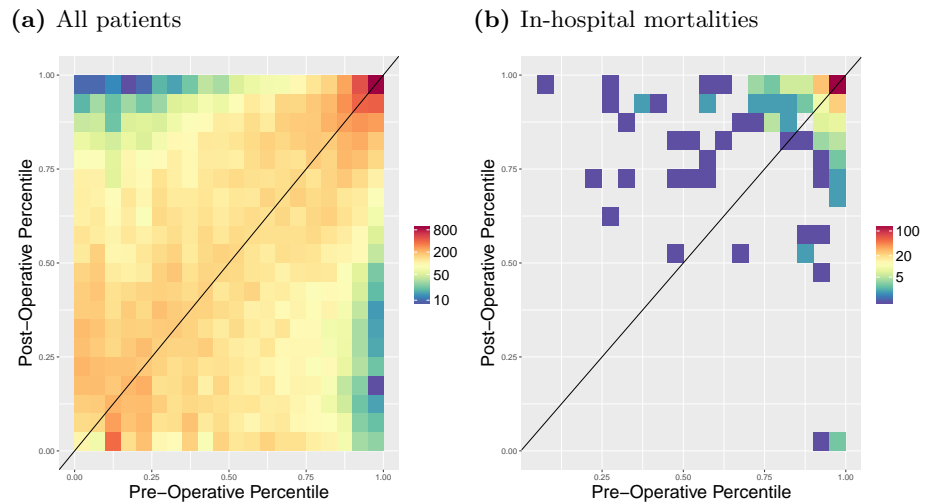 (a) All patients
1.00
0.75
0.50
0.25
0.00
0.00 0.25 0.50 0.75 1.00
Post−Operative Percentile
Pre−Operative Percentile
800
200
50
10
(b) In-hospital mortalities
1.00
0.75
0.50
0.25
0.00
0.25 0.50 0.75 1.00
Post−Operative Percentile
Pre−Operative Percentile
100
20
5